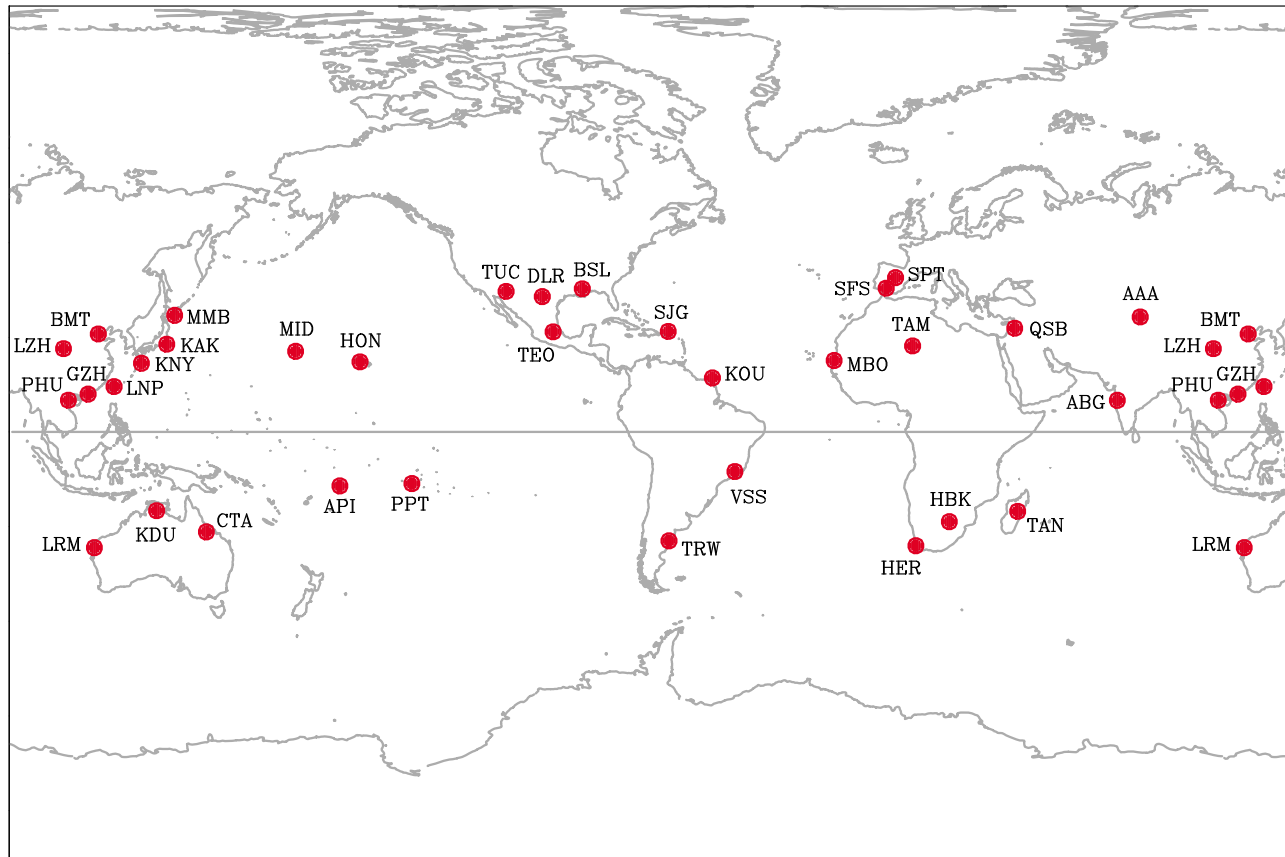 TUC
DLR
BSL
SPT
SFS
AAA
SJG
BMT
MMB
QSB
BMT
LZH
KAK
MID
HON
TEO
TAM
LZH
KNY
MBO
KOU
PHU
GZH
LNP
ABG
PHU
GZH
API
PPT
VSS
HBK
KDU
CTA
TAN
LRM
TRW
HER
LRM